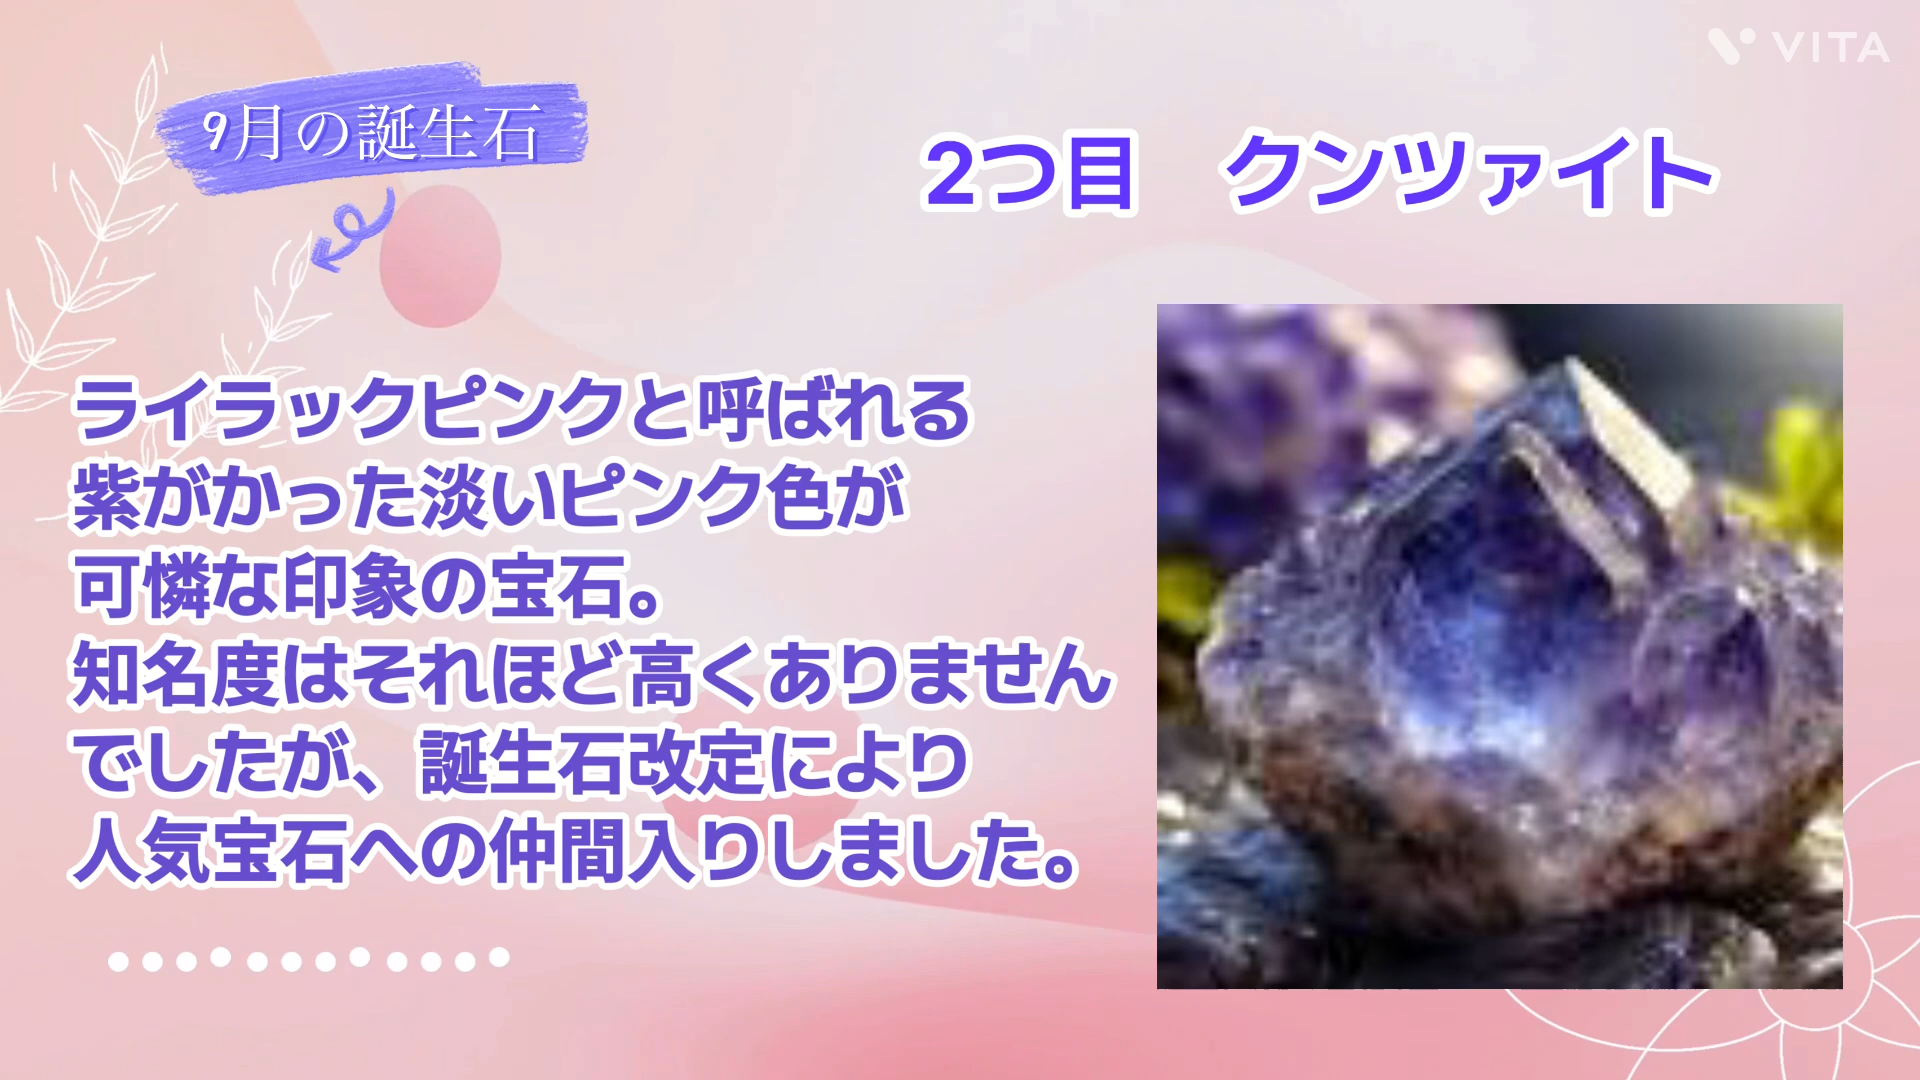 VITA
9月の誕生石
2つ目　クンツァイト
ライラックピンクと呼ばれる
紫がかった淡いピンク色が
可憐な印象の宝石。
知名度はそれほど高くありません
でしたが、誕生石改定により
人気宝石への仲間入りしました。